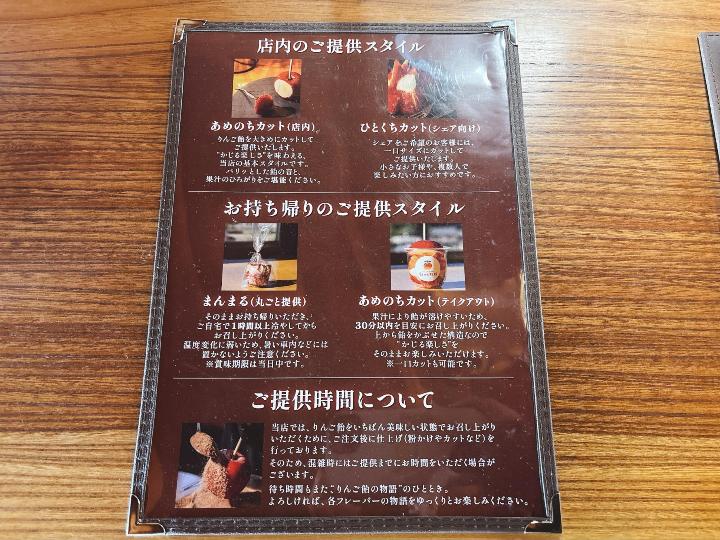 店内のご提供スタイル
あめのちカット(店内)
りんご飴を大きめにカットして
ご提供いたします。
"かじる楽しさ"を味わえる、
当店の基本スタイルです。
パリッとした飴の音と、
果汁のひろがりをご堪能ください。
ひとくちカット(シェア向け)
シェアをご希望のお客様には、
一口サイズにカットして
ご提供いたします。
小さなお子様や、複数人で
楽しみたい方におすすめです。
お持ち帰りのご提供スタイル
まんまる(丸ごと提供)
そのままお持ち帰りいただき、
ご自宅で1時間以上冷やしてから
お召し上がりください。
温度変化に弱いため、暑い車内などには
置かないようご注意ください。
※賞味期限は当日中です。
あめのちカット(テイクアウト)
果汁により飴が溶けやすいため、
30分以内を目安にお召し上がりください。
上から飴をかぶせた構造なので
"かじる楽しさ"を
そのままお楽しみいただけます。
※一口カットも可能です。
ご提供時間について
当店では、りんご飴をいちばん美味しい状態でお召し上がり
いただくために、ご注文後に仕上げ(粉かけやカットなど)を
行っております。
そのため、混雑時にはご提供までにお時間をいただく場合が
ございます。
待ち時間もまた"りんご飴の物語"のひととき。
よろしければ、各フレーバーの物語をゆっくりとお楽しみください。